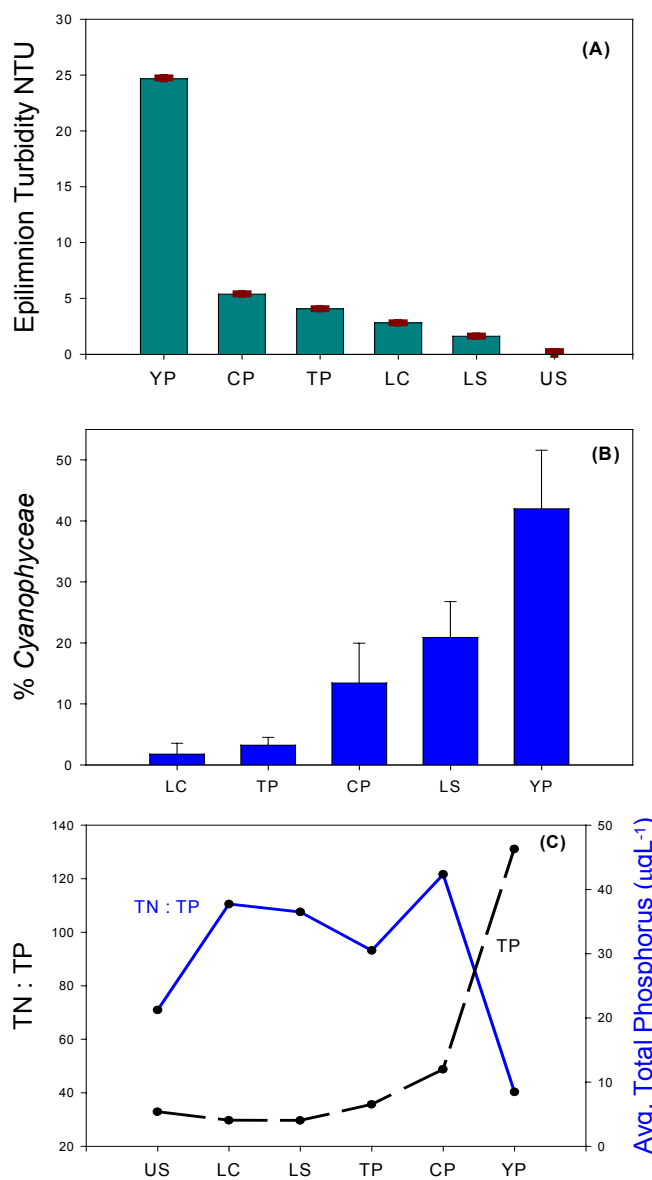 (A)
Epilimnion Turbidity NTU
30
25
20
15
10
5
0
YP CP TP LC LS US
(B)
% Cyanophyceae
50
40
30
20
10
0
LC TP CP LS YP
(C)
TN : TP
140
120
100
80
60
40
20
TN : TP
TP
50
40
30
20
10
0
Avg. Total Phosphorus (µgL⁻¹)
US LC LS TP CP YP